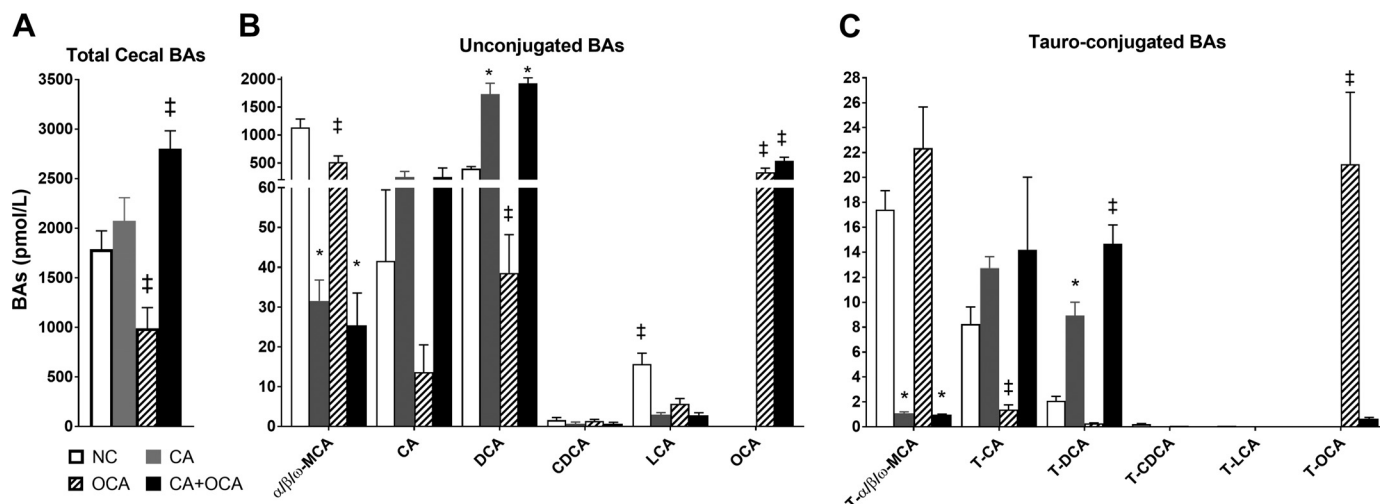 A
Total Cecal BAs
BAs (pmol/L)
3500
3000
2500
2000
1500
1000
500
0
‡
‡
NC
CA
OCA
CA+OCA
B
Unconjugated BAs
2000
1500
1000
500
60
50
40
30
20
10
0
*
‡
*
*
*
‡
‡
‡
‡
α/β/ω-MCA
CA
DCA
CDCA
LCA
OCA
C
Tauro-conjugated BAs
28
26
24
22
20
18
16
14
12
10
8
6
4
2
0
*
*
‡
*
‡
‡
T-α/β/ω-MCA
T-CA
T-DCA
T-CDCA
T-LCA
T-OCA